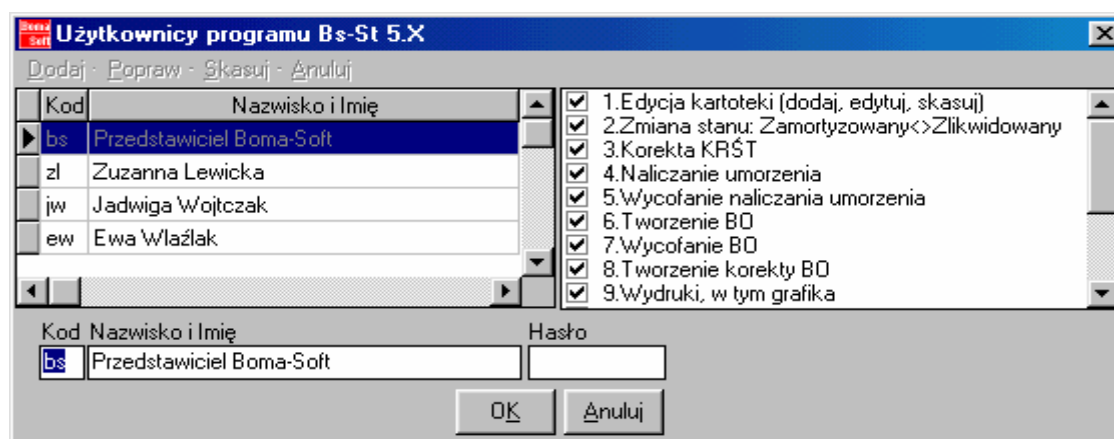 Boma Soft Użytkownicy programu Bs-St 5.X
Dodaj - Popraw - Skasuj - Anuluj
Kod Nazwisko i Imię
bs Przedstawiciel Boma-Soft
zl Zuzanna Lewicka
jw Jadwiga Wojtczak
ew Ewa Wlaźlak
1.Edycja kartoteki (dodaj, edytuj, skasuj)
2.Zmiana stanu: Zamortyzowany<>Zlikwidowany
3.Korekta KRŚT
4.Naliczanie umorzenia
5.Wycofanie naliczania umorzenia
6.Tworzenie BO
7.Wycofanie BO
8.Tworzenie korekty BO
9.Wydruki, w tym grafika
Kod Nazwisko i Imię Hasło
bs Przedstawiciel Boma-Soft
OK Anuluj